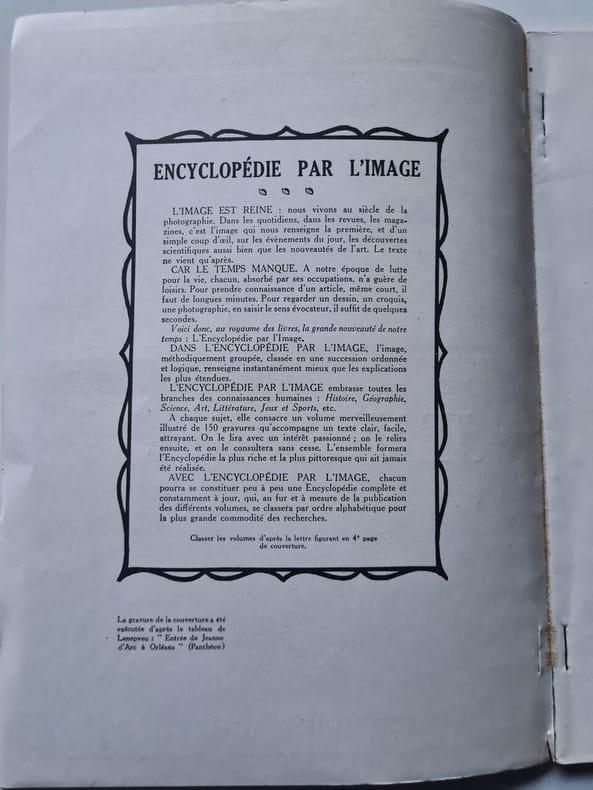 ENCYCLOPÉDIE PAR L'IMAGE
L'IMAGE EST REINE : nous vivons au siècle de la
photographie. Dans les quotidiens, dans les revues, les maga-
zines, c'est l'image qui nous renseigne la première, et d'un
simple coup d'œil, sur les évènements du jour, les découvertes
scientifiques aussi bien que les nouveautés de l'art. Le texte
ne vient qu'après.
CAR LE TEMPS MANQUE. A notre époque de lutte
pour la vie, chacun, absorbé par ses occupations, n'a guère de
loisirs. Pour prendre connaissance d'un article, même court, il
faut de longues minutes. Pour regarder un dessin, un croquis,
une photographie, en saisir le sens évocateur, il suffit de quelques
secondes.
Voici donc, au royaume des livres, la grande nouveauté de notre
temps : L'Encyclopédie par l'Image.
DANS L'ENCYCLOPÉDIE PAR L'IMAGE, l'image,
méthodiquement groupée, classée en une succession ordonnée
et logique, renseigne instantanément mieux que les explications
les plus étendues.
L'ENCYCLOPÉDIE PAR L'IMAGE embrasse toutes les
branches des connaissances humaines : Histoire, Géographie,
Science, Art, Littérature, Jeux et Sports, etc.
A chaque sujet, elle consacre un volume merveilleusement
illustré de 150 gravures qu'accompagne un texte clair, facile,
attrayant. On le lira avec un intérêt passionné ; on le relira
ensuite, et on le consultera sans cesse. L'ensemble formera
l'Encyclopédie la plus riche et la plus pittoresque qui ait jamais
été réalisée.
AVEC L'ENCYCLOPÉDIE PAR L'IMAGE, chacun
pourra se constituer peu à peu une Encyclopédie complète et
constamment à jour, qui, au fur et à mesure de la publication
des différents volumes, se classera par ordre alphabétique pour
la plus grande commodité des recherches.
Classer les volumes d'après la lettre figurant en 4e page
de couverture.
La gravure de la couverture a été
exécutée d'après le tableau de
Lenepveu : " Entrée de Jeanne
d'Arc à Orléans " (Panthéon)